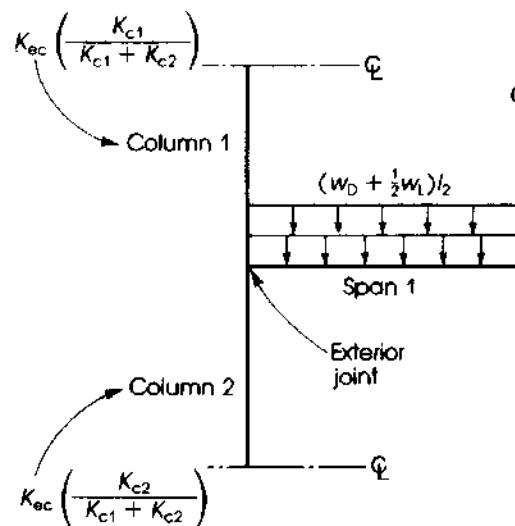 K_ec (K_c1 / (K_c1 + K_c2))
℄
Column 1
(w_D + ½w_L)l_2
Span 1
Exterior
joint
Column 2
℄
K_ec (K_c2 / (K_c1 + K_c2))